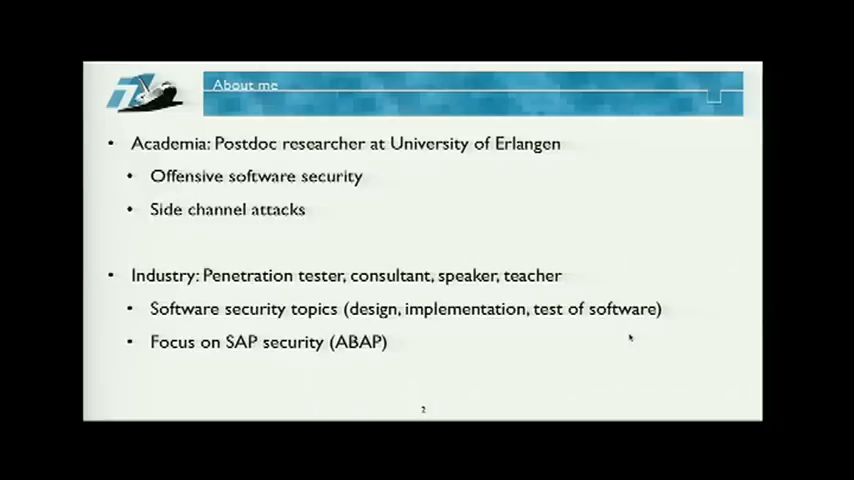 About me
• Academia: Postdoc researcher at University of Erlangen
• Offensive software security
• Side channel attacks
• Industry: Penetration tester, consultant, speaker, teacher
• Software security topics (design, implementation, test of software)
• Focus on SAP security (ABAP)
2